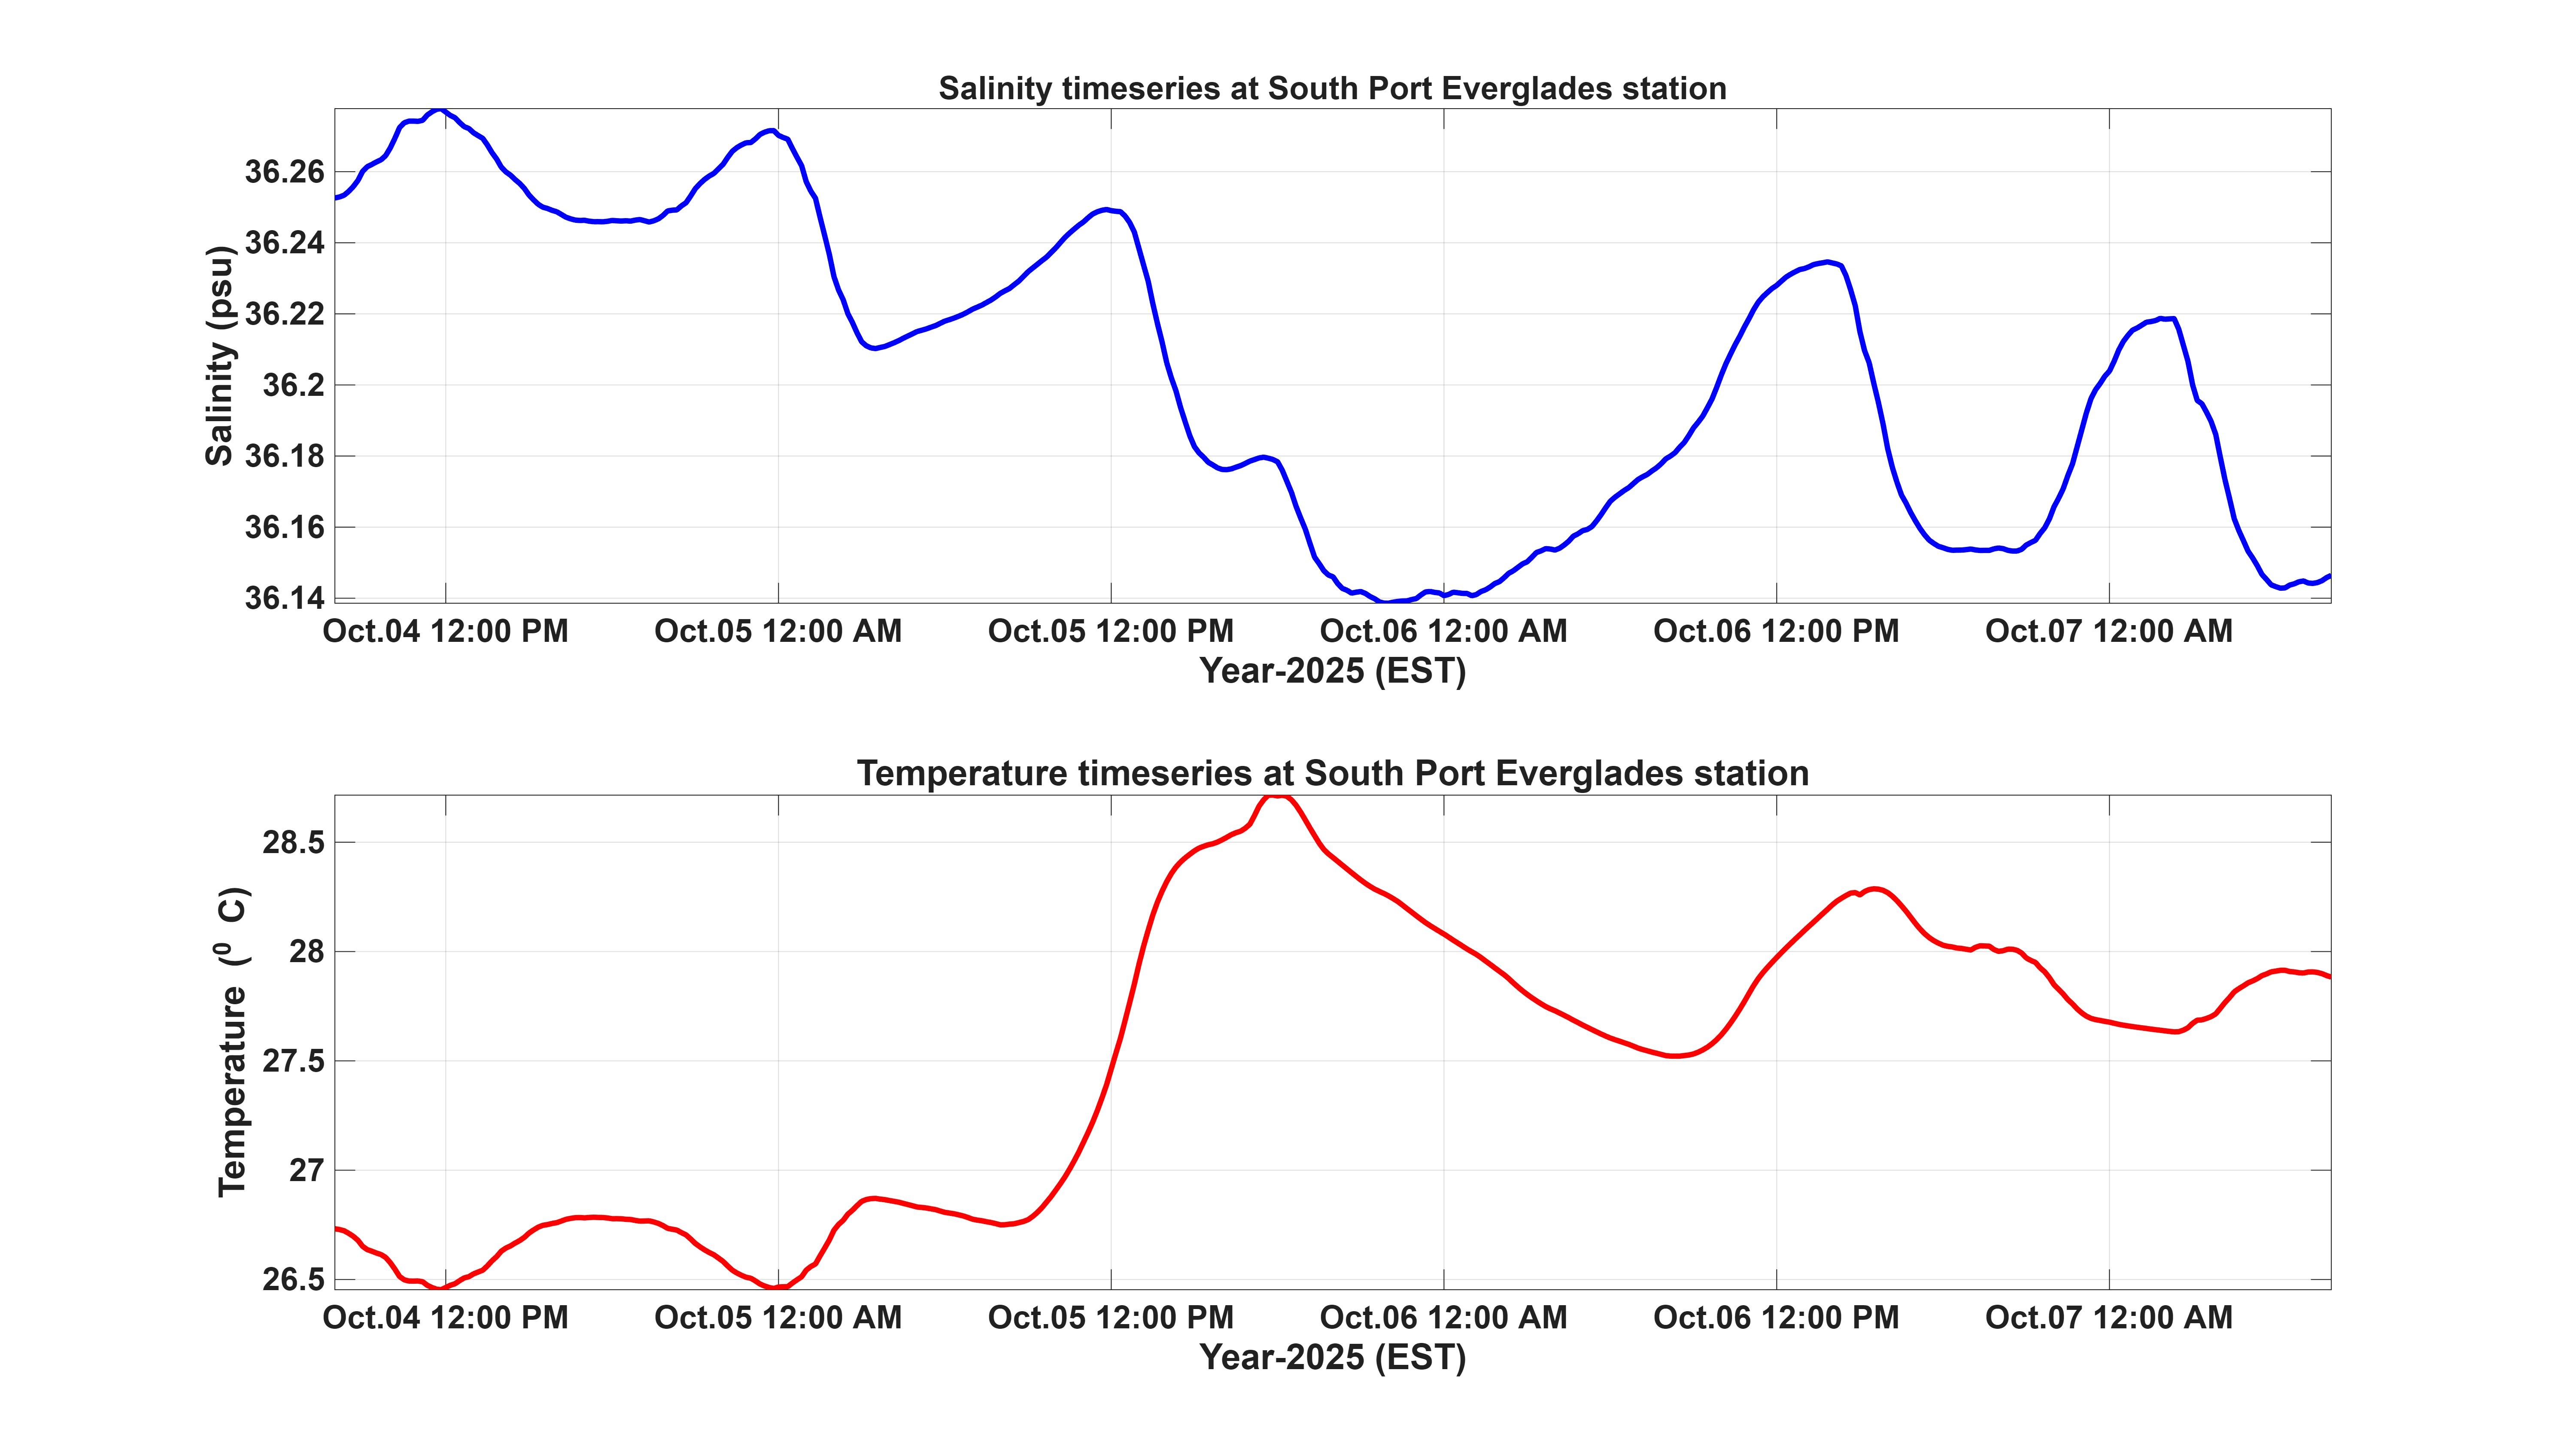 Salinity timeseries at South Port Everglades station
Salinity (psu)
36.26
36.24
36.22
36.2
36.18
36.16
36.14
Oct.04 12:00 PM Oct.05 12:00 AM Oct.05 12:00 PM Oct.06 12:00 AM Oct.06 12:00 PM Oct.07 12:00 AM
Year-2025 (EST)
Temperature timeseries at South Port Everglades station
Temperature (⁰ C)
28.5
28
27.5
27
26.5
Oct.04 12:00 PM Oct.05 12:00 AM Oct.05 12:00 PM Oct.06 12:00 AM Oct.06 12:00 PM Oct.07 12:00 AM
Year-2025 (EST)